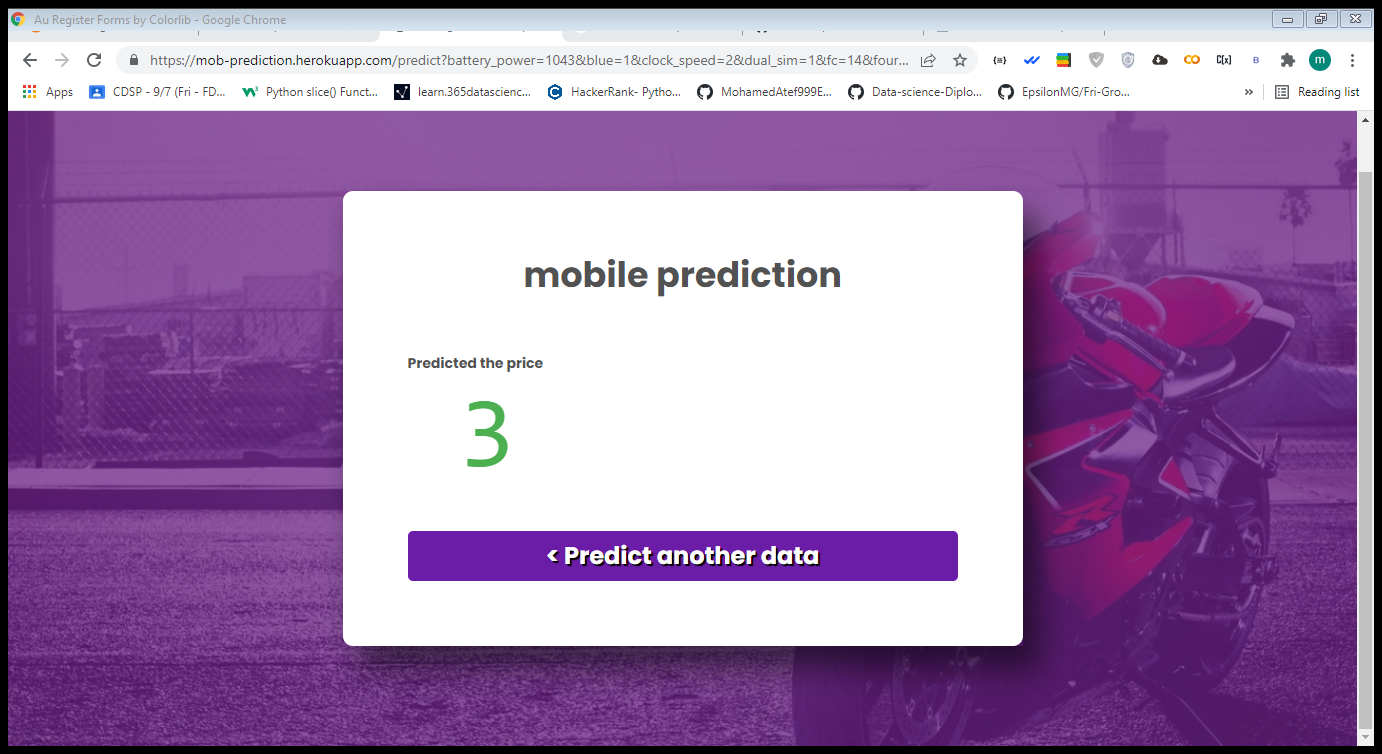 Au Register Forms by Colorlib - Google Chrome
https://mob-prediction.herokuapp.com/predict?battery_power=1043&blue=1&clock_speed=2&dual_sim=1&fc=14&four...
m
Apps CDSP - 9/7 (Fri - FD... Python slice() Funct... learn.365datascienc... HackerRank- Pytho... MohamedAtef999E... Data-science-Diplo... EpsilonMG/Fri-Gro... » Reading list
mobile prediction
Predicted the price
3
< Predict another data